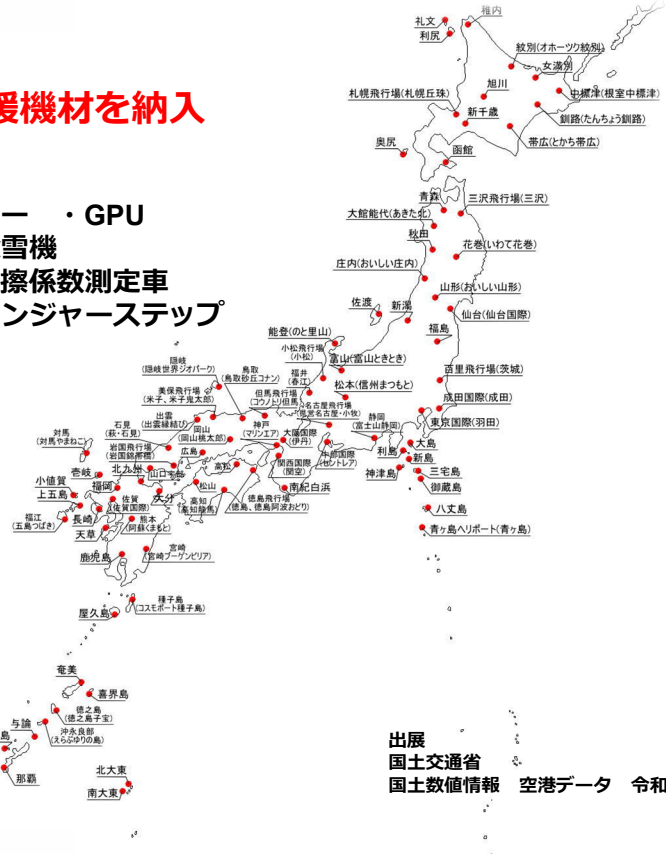 援機材を納入
ー ・GPU
雪機
擦係数測定車
ンジャーステップ
稚内
礼文
利尻
紋別(オホーツク紋別)
女満別
旭川
札幌飛行場(札幌丘珠)
中標津(根室中標津)
新千歳
釧路(たんちょう釧路)
奥尻
帯広(とかち帯広)
函館
青森
三沢飛行場(三沢)
大館能代(あきた北)
秋田
花巻(いわて花巻)
庄内(おいしい庄内)
山形(おいしい山形)
佐渡
新潟
仙台(仙台国際)
能登(のと里山)
福島
小松飛行場
(小松)
富山(富山ときとき)
隠岐
(隠岐世界ジオパーク)
鳥取
(鳥取砂丘コナン)
福井
(春江)
百里飛行場(茨城)
美保飛行場
(米子、米子鬼太郎)
但馬飛行場
(コウノトリ但馬)
松本(信州まつもと)
名古屋飛行場
(県営名古屋・小牧)
成田国際(成田)
出雲
(出雲縁結び)
岡山
(岡山桃太郎)
神戸
(マリンエア)
静岡
(富士山静岡)
東京国際(羽田)
石見
(萩・石見)
大阪国際
(伊丹)
対馬
(対馬やまねこ)
岩国飛行場
(岩国錦帯橋)
広島
中部国際
(セントレア)
大島
利島
関西国際
(関空)
新島
壱岐
北九州
山口宇部
高松
神津島
三宅島
小値賀
福岡
松山
南紀白浜
御蔵島
上五島
佐賀
(佐賀国際)
大分
高知
(高知龍馬)
徳島飛行場
(徳島、徳島阿波おどり)
福江
(五島つばき)
長崎
熊本
(阿蘇くまもと)
八丈島
天草
青ヶ島ヘリポート(青ヶ島)
鹿児島
宮崎
(宮崎ブーゲンビリア)
種子島
(コスモポート種子島)
屋久島
奄美
喜界島
徳之島
(徳之島子宝)
与論
沖永良部
(えらぶゆりの島)
島
那覇
北大東
南大東
出展
国土交通省
国土数値情報 空港データ 令和